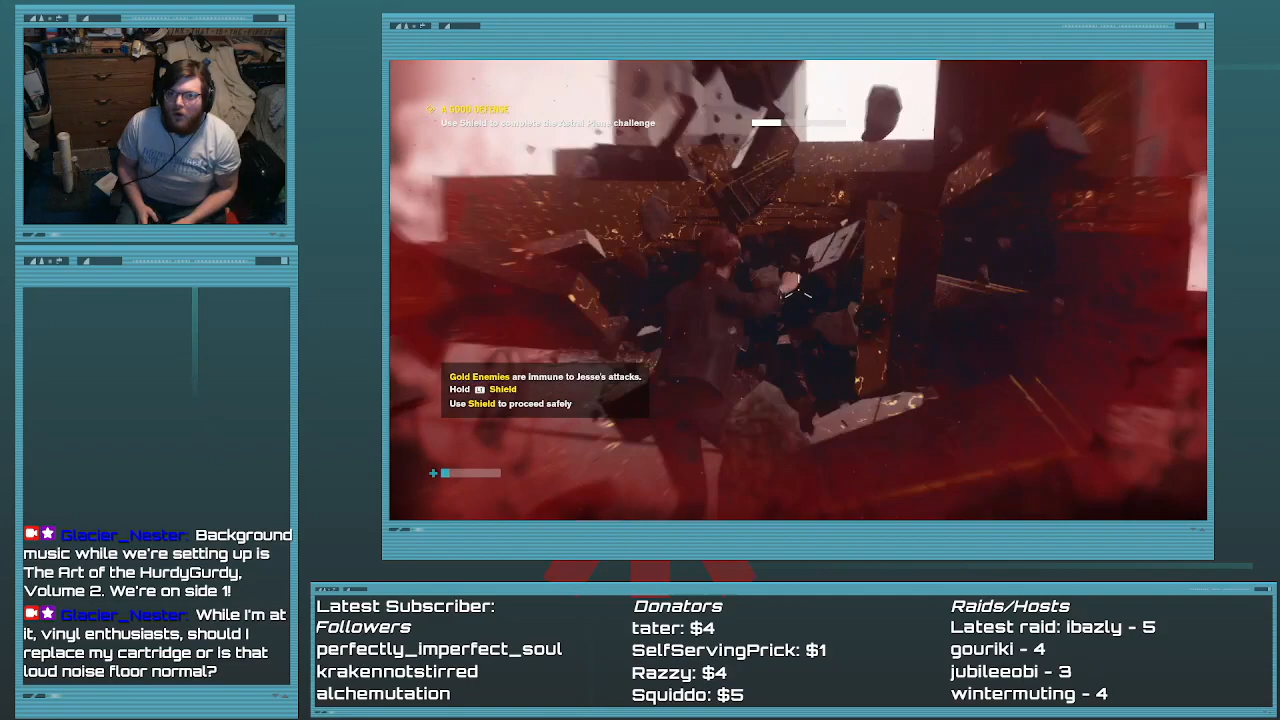 A GOOD DEFENSE
Use Shield to complete the Astral Plane challenge
Gold Enemies are immune to Jesse's attacks.
Hold L1 Shield
Use Shield to proceed safely
Glacier_Nester: Background
music while we're setting up is
The Art of the HurdyGurdy,
Volume 2. We're on side 1!
Glacier_Nester: While I'm at
it, vinyl enthusiasts, should I
replace my cartridge or is that
loud noise floor normal?
Latest Subscriber:
Followers
perfectly_imperfect_soul
krakennotstirred
alchemutation
Donators
tater: $4
SelfServingPrick: $1
Razzy: $4
Squiddo: $5
Raids/Hosts
Latest raid: ibazly - 5
gouriki - 4
jubileenbi - 3
wintermuting - 4